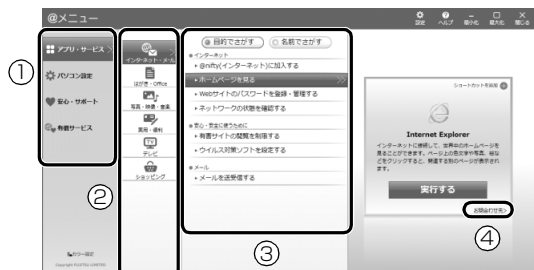 @メニュー
設定
ヘルプ
最小化
最大化
閉じる
①
アプリ・サービス
パソコン設定
安心・サポート
有償サービス
カラー設定
Copyright FUJITSU LIMITED
②
インターネット・メール
はがき・Office
写真・映像・音楽
実用・便利
テレビ
ショッピング
目的でさがす
名前でさがす
インターネット
@nifty(インターネット)に加入する
ホームページを見る
Webサイトのパスワードを登録・管理する
ネットワークの状態を確認する
安心・安全に使うために
有害サイトの閲覧を制限する
ウイルス対策ソフトを設定する
メール
メールを送受信する
③
ショートカットを追加
Internet Explorer
インターネットに接続して、世界中のホームページを
見ることができます。ページ上の文字や写真、絵な
どをクリックすると、関連する別のページが表示され
ます。
実行する
お問合わせ先>
④